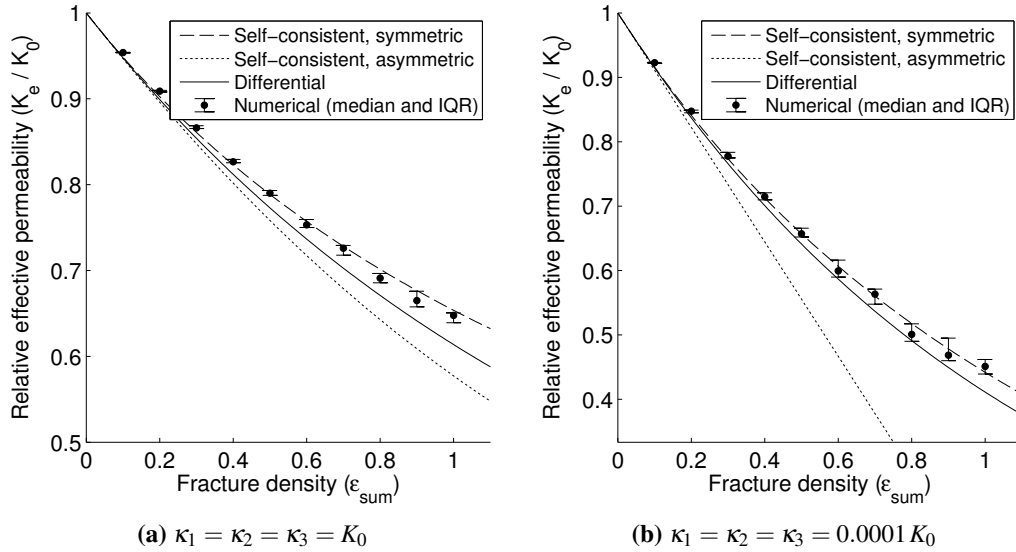 Relative effective permeability (K_e / K_0)
1
0.9
0.8
0.7
0.6
0.5
0
0.2
0.4
0.6
0.8
1
Fracture density (ε_sum)
Self−consistent, symmetric
Self−consistent, asymmetric
Differential
Numerical (median and IQR)
(a) κ1 = κ2 = κ3 = K0
Relative effective permeability (K_e / K_0)
1
0.9
0.8
0.7
0.6
0.5
0.4
0
0.2
0.4
0.6
0.8
1
Fracture density (ε_sum)
Self−consistent, symmetric
Self−consistent, asymmetric
Differential
Numerical (median and IQR)
(b) κ1 = κ2 = κ3 = 0.0001 K0